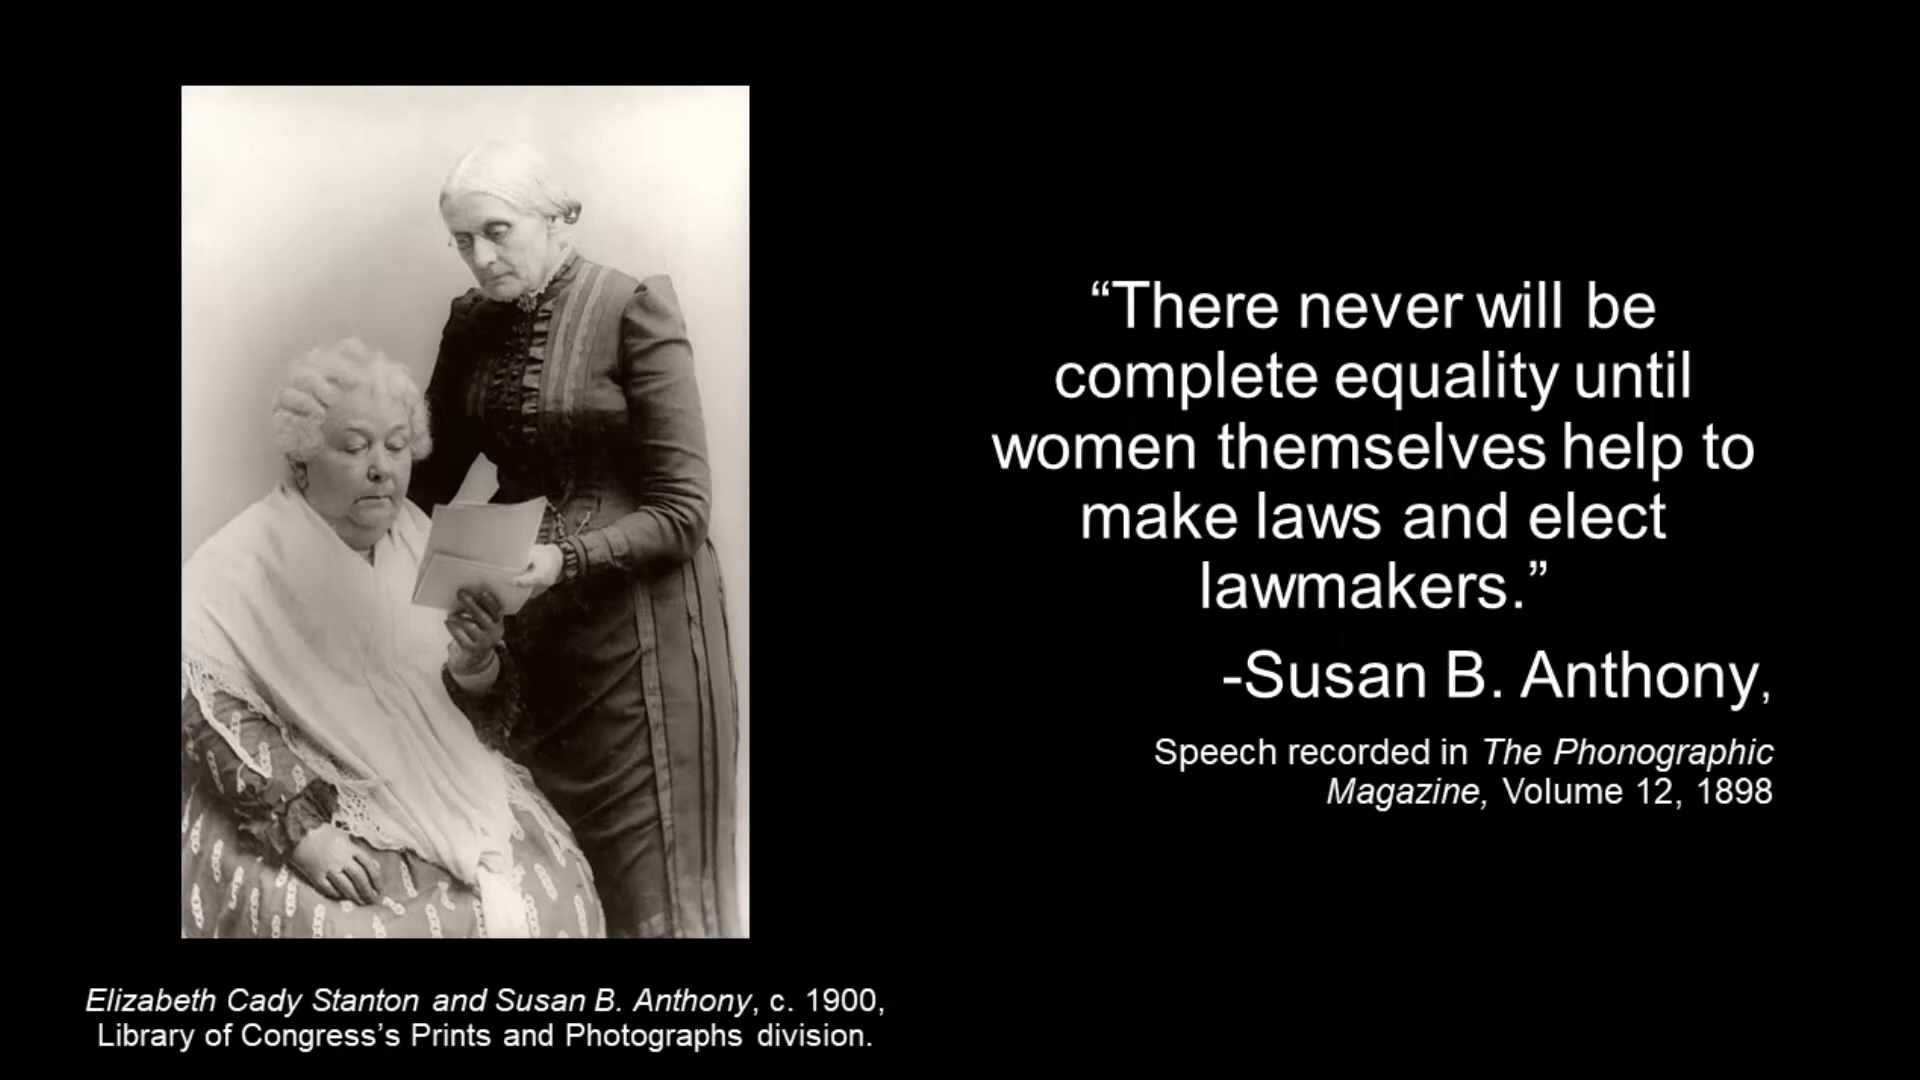 “There never will be
complete equality until
women themselves help to
make laws and elect
lawmakers.”
-Susan B. Anthony,
Speech recorded in The Phonographic
Magazine, Volume 12, 1898
Elizabeth Cady Stanton and Susan B. Anthony, c. 1900,
Library of Congress’s Prints and Photographs division.